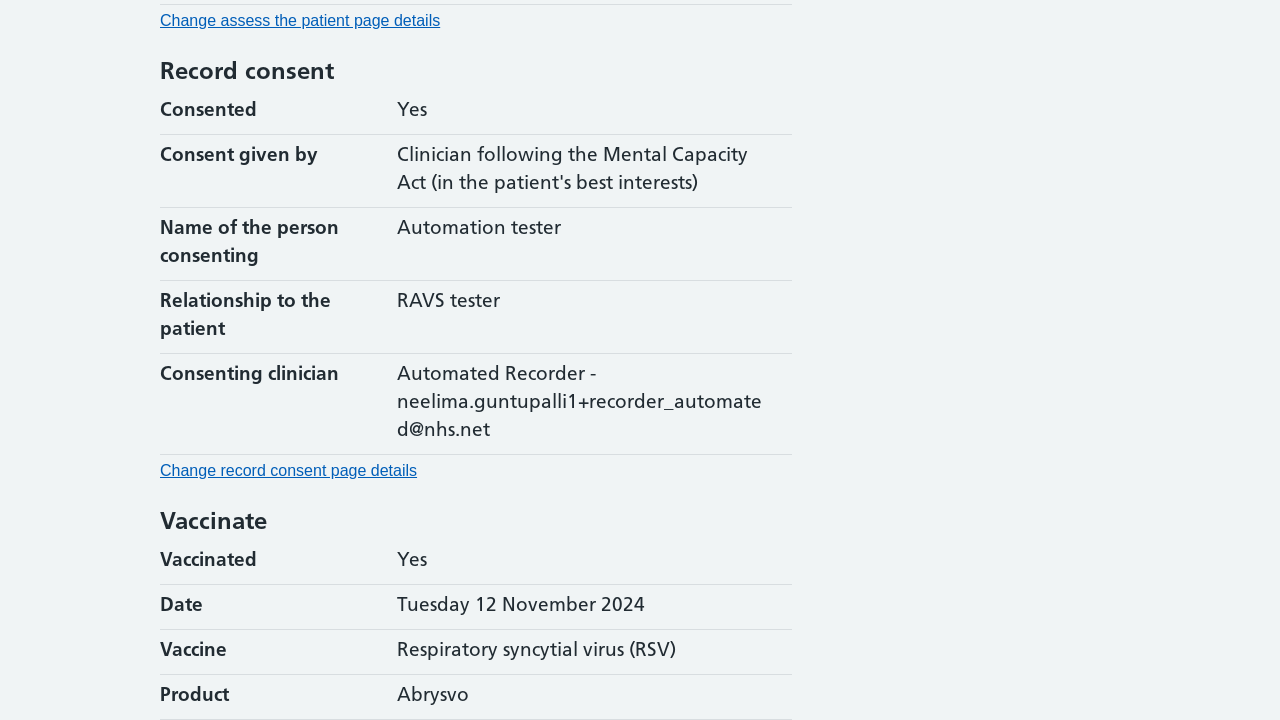 Change assess the patient page details
Record consent
Consented Yes
Consent given by Clinician following the Mental Capacity
Act (in the patient's best interests)
Name of the person Automation tester
consenting
Relationship to the RAVS tester
patient
Consenting clinician Automated Recorder -
neelima.guntupalli1+recorder_automate
d@nhs.net
Change record consent page details
Vaccinate
Vaccinated Yes
Date Tuesday 12 November 2024
Vaccine Respiratory syncytial virus (RSV)
Product Abrysvo